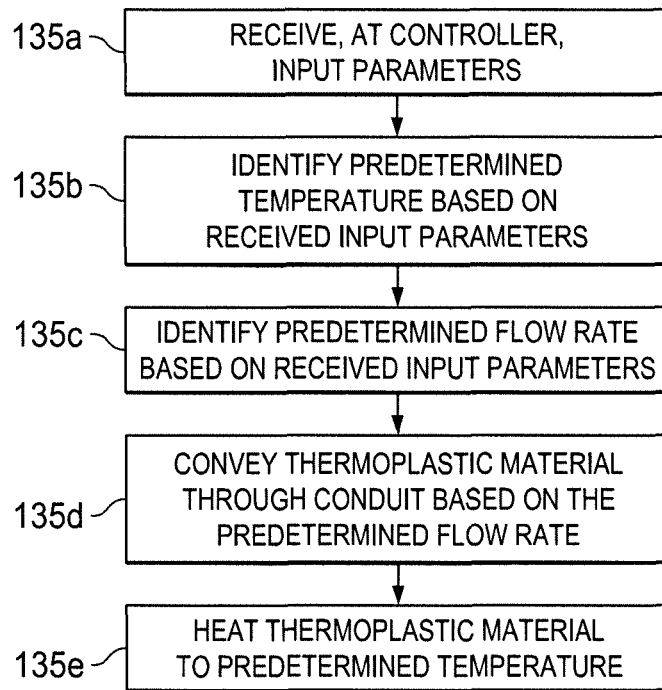 135a
RECEIVE, AT CONTROLLER,
INPUT PARAMETERS
135b
IDENTIFY PREDETERMINED
TEMPERATURE BASED ON
RECEIVED INPUT PARAMETERS
135c
IDENTIFY PREDETERMINED FLOW RATE
BASED ON RECEIVED INPUT PARAMETERS
135d
CONVEY THERMOPLASTIC MATERIAL
THROUGH CONDUIT BASED ON THE
PREDETERMINED FLOW RATE
135e
HEAT THERMOPLASTIC MATERIAL
TO PREDETERMINED TEMPERATURE